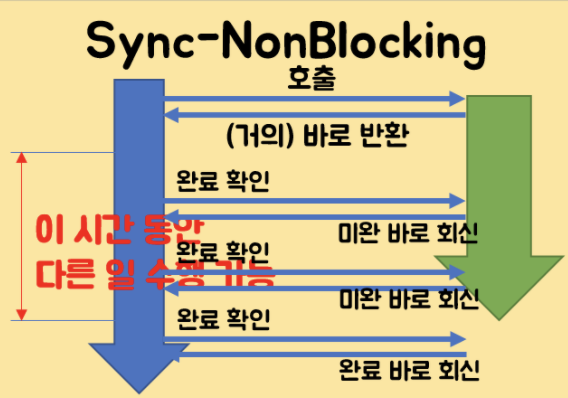 Sync-NonBlocking
호출
(거의) 바로 반환
완료 확인
미완 바로 회신
이 시간 동안
다른 일 수행 가능
완료 확인
미완 바로 회신
완료 확인
완료 바로 회신